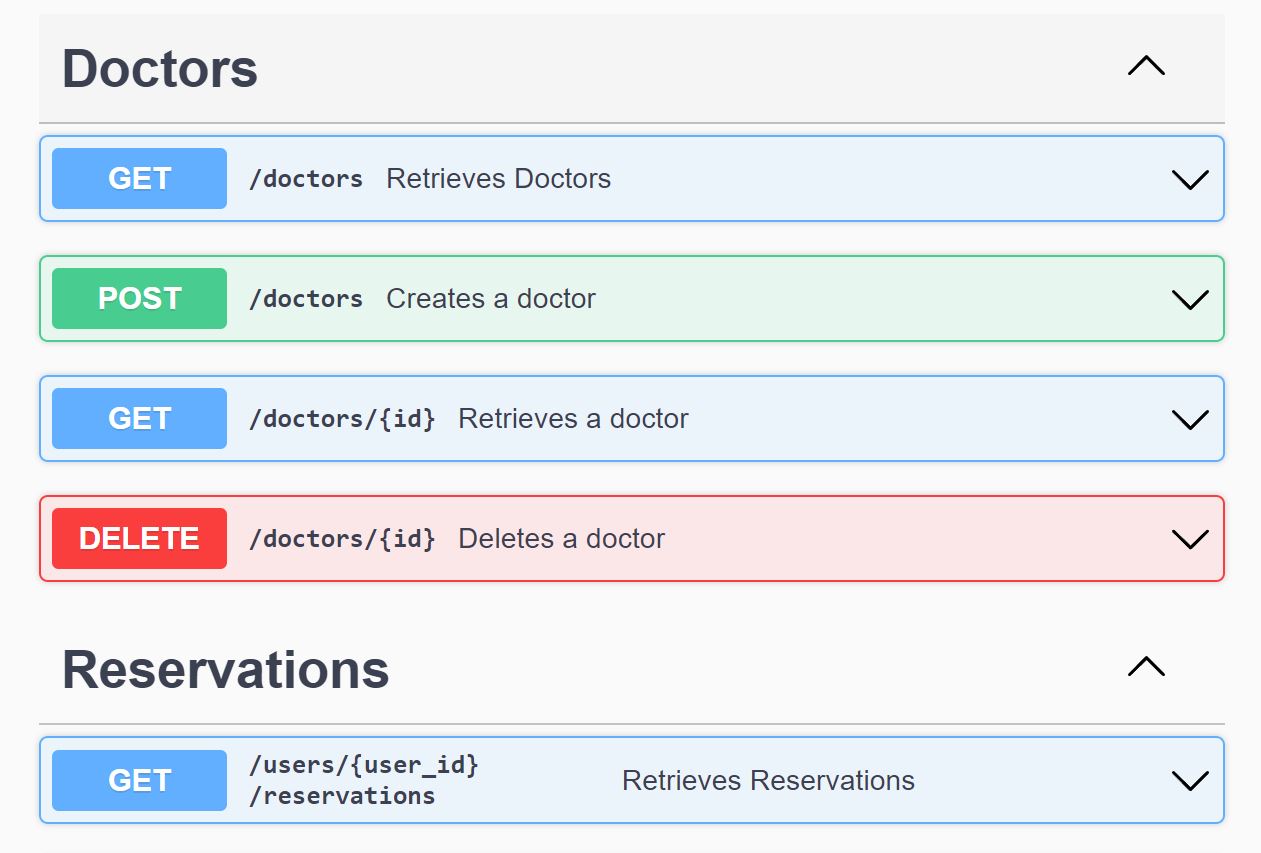 Doctors
GET /doctors Retrieves Doctors
POST /doctors Creates a doctor
GET /doctors/{id} Retrieves a doctor
DELETE /doctors/{id} Deletes a doctor
Reservations
GET /users/{user_id}
/reservations Retrieves Reservations